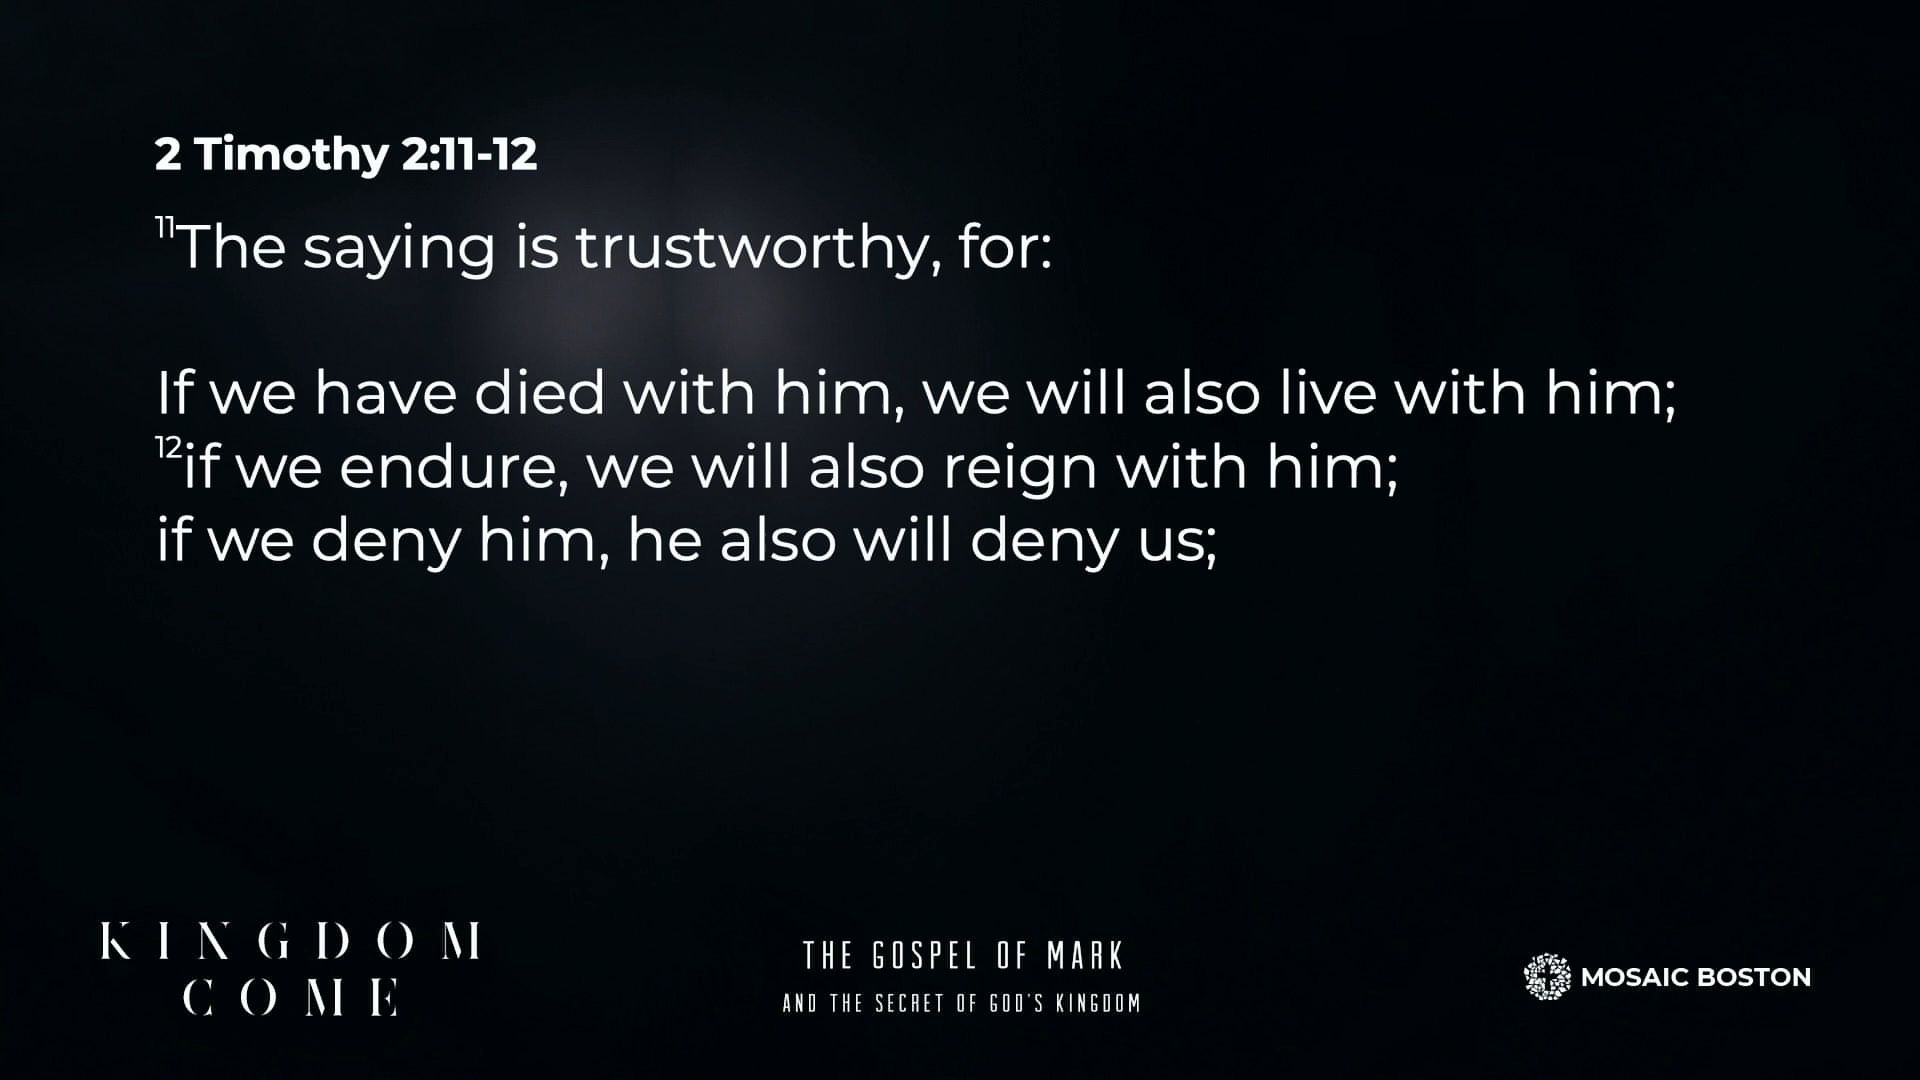 2 Timothy 2:11-12
11The saying is trustworthy, for:
If we have died with him, we will also live with him;
12if we endure, we will also reign with him;
if we deny him, he also will deny us;
KINGDOM
COME
THE GOSPEL OF MARK
AND THE SECRET OF GOD'S KINGDOM
MOSAIC BOSTON